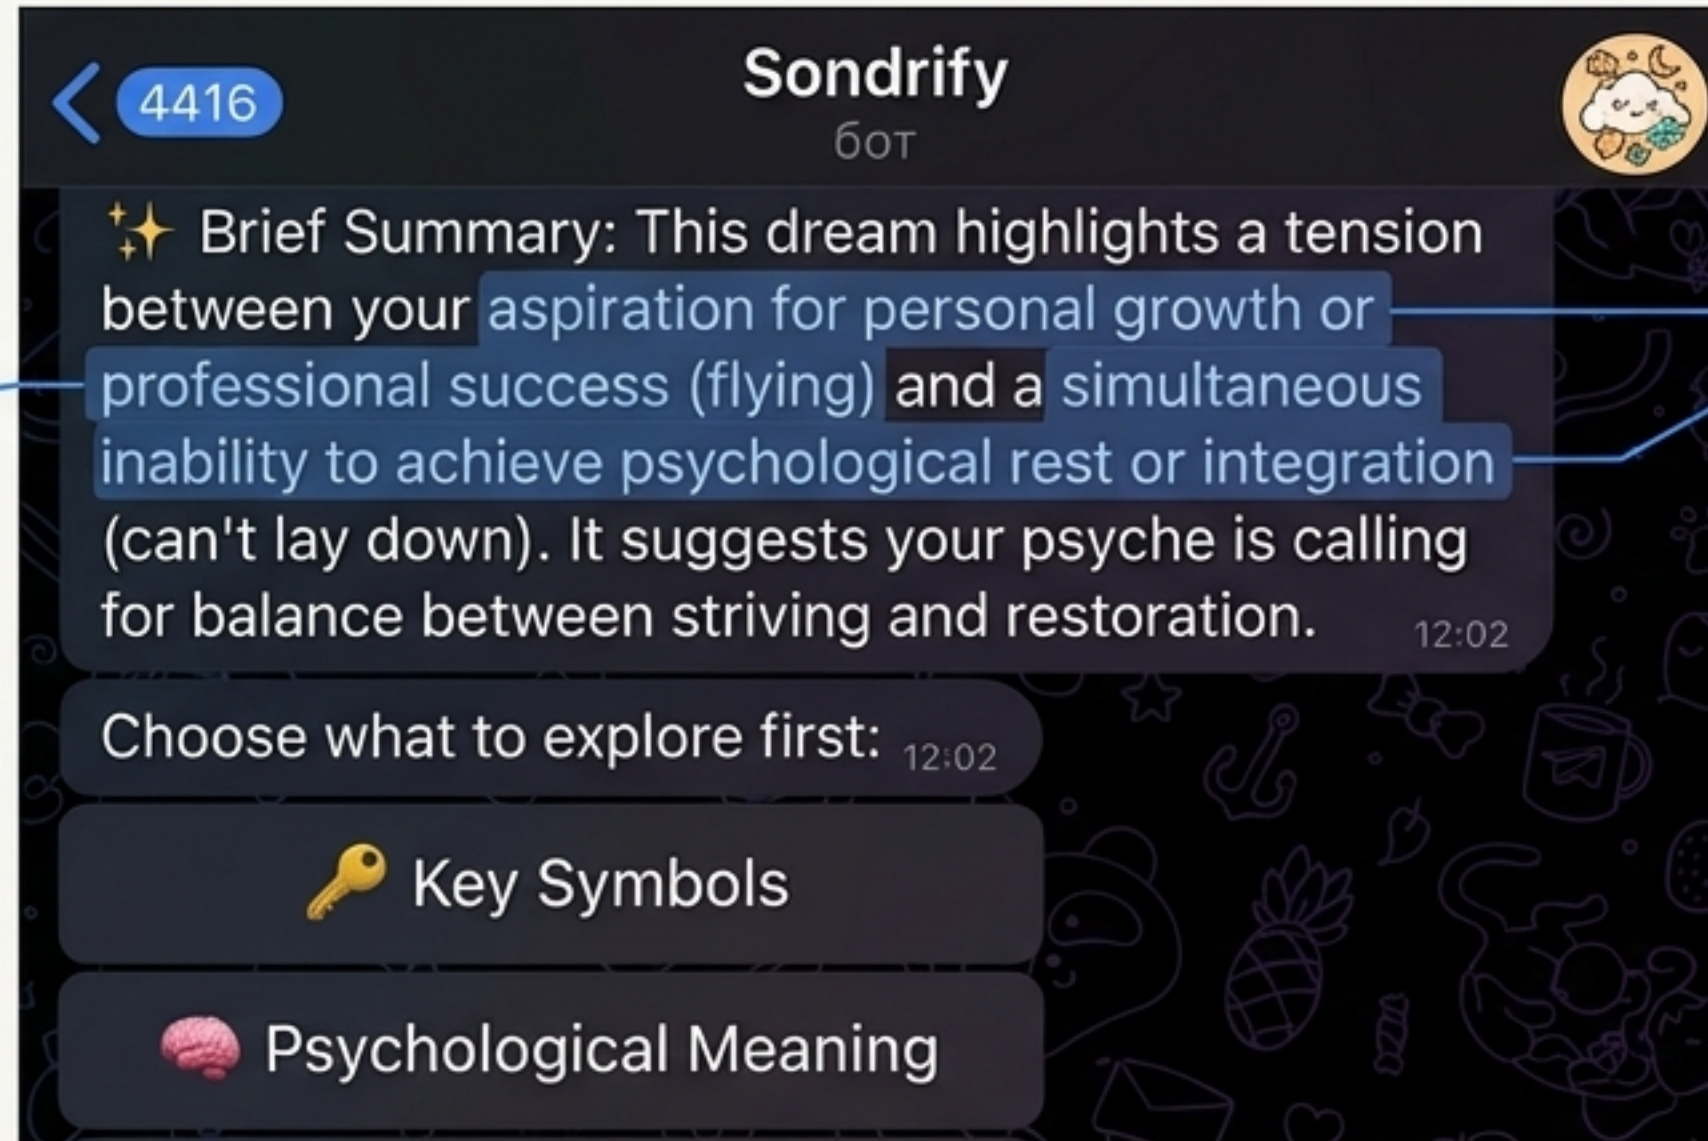 4416
Sondrify
бот
✨ Brief Summary: This dream highlights a tension
between your aspiration for personal growth or
professional success (flying) and a simultaneous
inability to achieve psychological rest or integration
(can't lay down). It suggests your psyche is calling
for balance between striving and restoration.
12:02
Choose what to explore first:
12:02
🔑 Key Symbols
🧠 Psychological Meaning